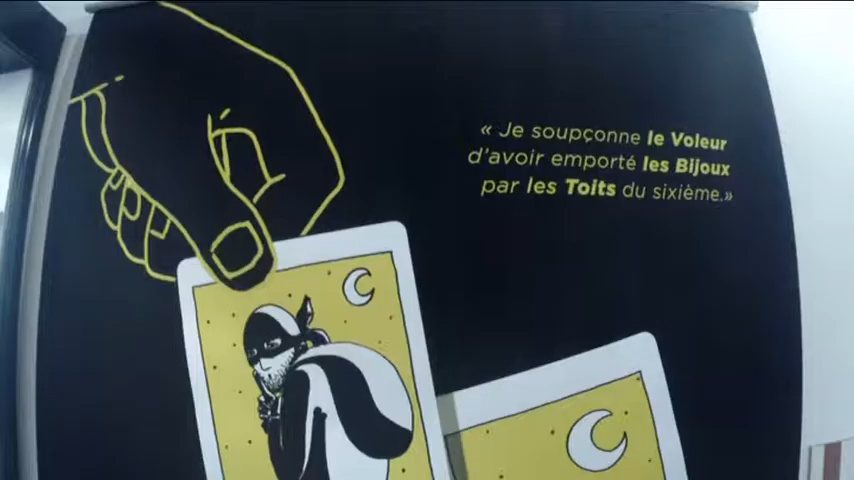 « Je soupçonne le Voleur
d'avoir emporté les Bijoux
par les Toits du sixième.»